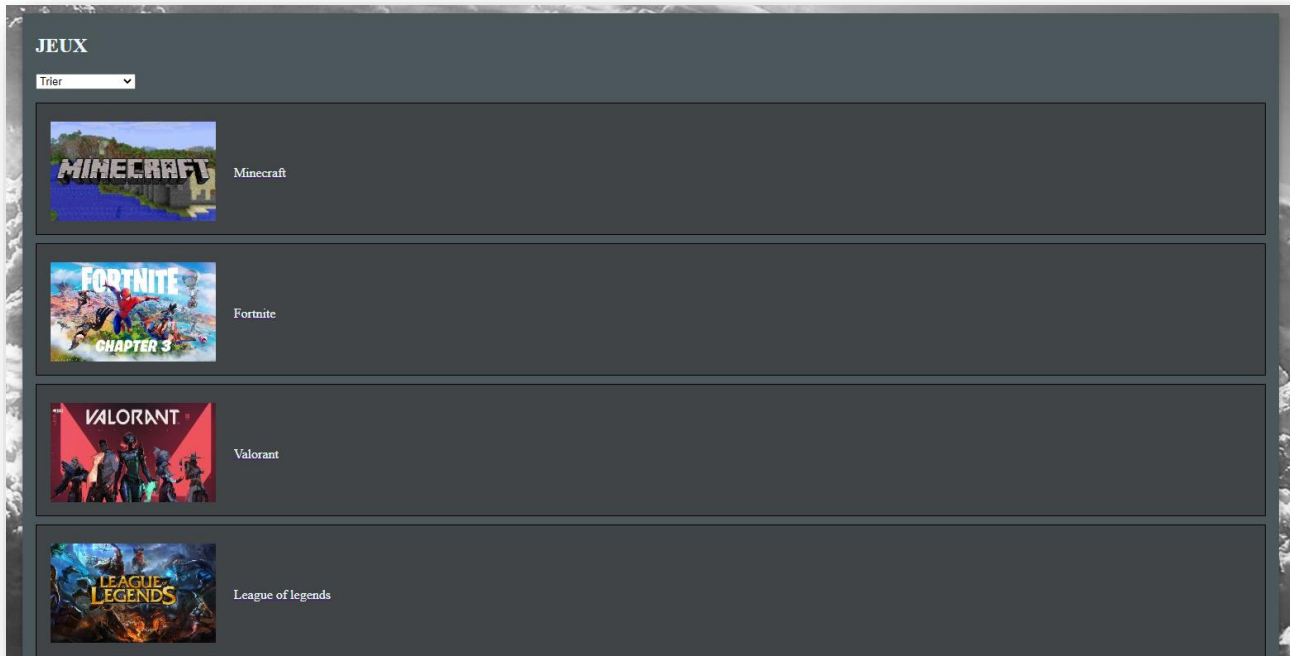 JEUX
Trier
MINECRAFT
Minecraft
FORTNITE
CHAPTER 3
Fortnite
VALORANT
Valorant
LEAGUE OF
LEGENDS
League of legends